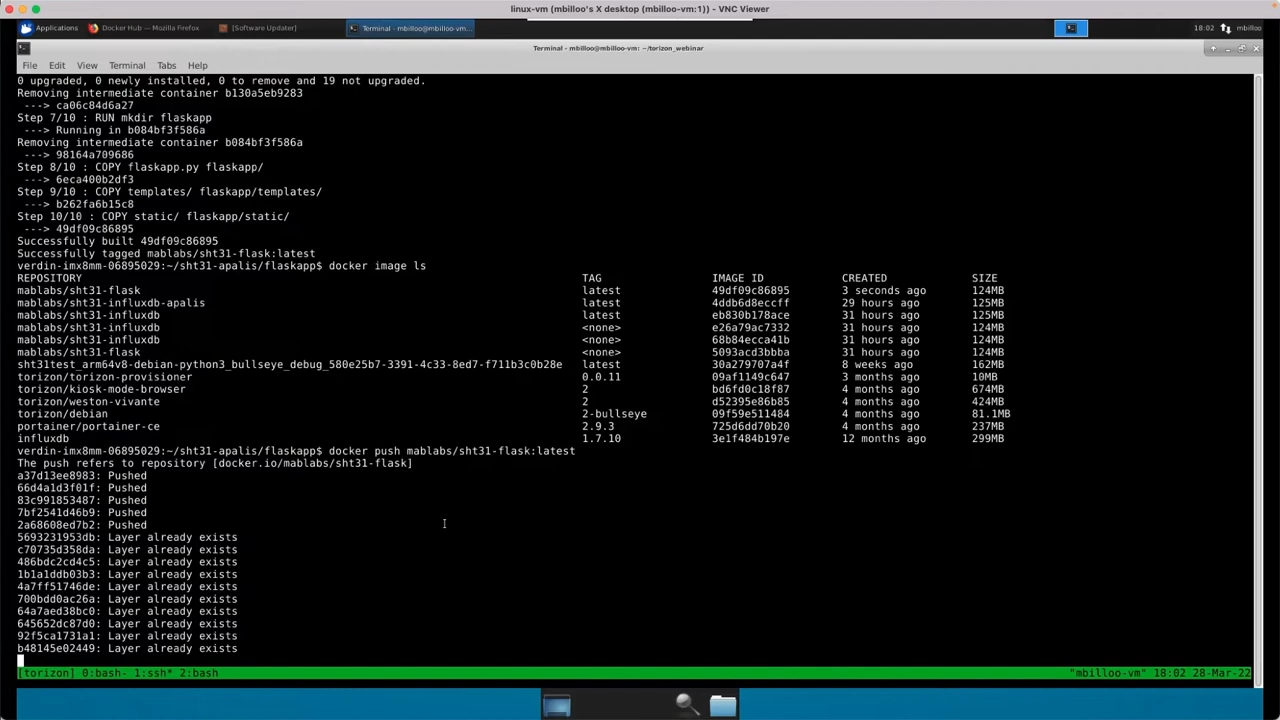 linux-vm (mbilloo's X desktop (mbilloo-vm:1)) - VNC Viewer
Applications
Docker Hub — Mozilla Firefox
[Software Updater]
Terminal - mbilloo@mbilloo-vm...
18:02
mbilloo
Terminal - mbilloo@mbilloo-vm: ~/torizon_webinar
File Edit View Terminal Tabs Help
0 upgraded, 0 newly installed, 0 to remove and 19 not upgraded.
Removing intermediate container b130a5eb9283
---> ca06c84d6a27
Step 7/10 : RUN mkdir flaskapp
---> Running in b084bf3f586a
Removing intermediate container b084bf3f586a
---> 98164a709686
Step 8/10 : COPY flaskapp.py flaskapp/
---> 6eca400b2df3
Step 9/10 : COPY templates/ flaskapp/templates/
---> b262fa6b15c8
Step 10/10 : COPY static/ flaskapp/static/
---> 49df09c86895
Successfully built 49df09c86895
Successfully tagged mablabs/sht31-flask:latest
verdin-imx8mm-06895029:~/sht31-apalis/flaskapp$ docker image ls
REPOSITORY TAG IMAGE ID CREATED SIZE
mablabs/sht31-flask latest 49df09c86895 3 seconds ago 124MB
mablabs/sht31-influxdb-apalis latest 4ddb6d8eccff 29 hours ago 125MB
mablabs/sht31-influxdb latest eb830b178ace 31 hours ago 125MB
mablabs/sht31-influxdb <none> e26a79ac7332 31 hours ago 124MB
mablabs/sht31-influxdb <none> 68b84ecca41b 31 hours ago 124MB
mablabs/sht31-flask <none> 5093acd3bbba 31 hours ago 124MB
sht31test_arm64v8-debian-python3_bullseye_debug_580e25b7-3391-4c33-8ed7-f711b3c0b28e latest 30a279707a4f 8 weeks ago 162MB
torizon/torizon-provisioner 0.0.11 09af1149c647 3 months ago 10MB
torizon/kiosk-mode-browser 2 bd6fd0c18f87 4 months ago 674MB
torizon/weston-vivante 2 d52395e86b85 4 months ago 424MB
torizon/debian 2-bullseye 09f59e511484 4 months ago 81.1MB
portainer/portainer-ce 2.9.3 725d6dd70b20 4 months ago 237MB
influxdb 1.7.10 3e1f484b197e 12 months ago 299MB
verdin-imx8mm-06895029:~/sht31-apalis/flaskapp$ docker push mablabs/sht31-flask:latest
The push refers to repository [docker.io/mablabs/sht31-flask]
a37d13ee8983: Pushed
66d4a1d3f01f: Pushed
83c991853487: Pushed
7bf2541d46b9: Pushed
2a68608ed7b2: Pushed
5693231953db: Layer already exists
c70735d358da: Layer already exists
486bdc2cd4c5: Layer already exists
1b1a1ddb03b3: Layer already exists
4a7ff51746de: Layer already exists
700bdd0ac26a: Layer already exists
64a7aed38bc0: Layer already exists
645652dc87d0: Layer already exists
92f5ca1731a1: Layer already exists
b48145e02449: Layer already exists
[torizon] 0:bash- 1:ssh* 2:bash "mbilloo-vm" 18:02 28-Mar-22